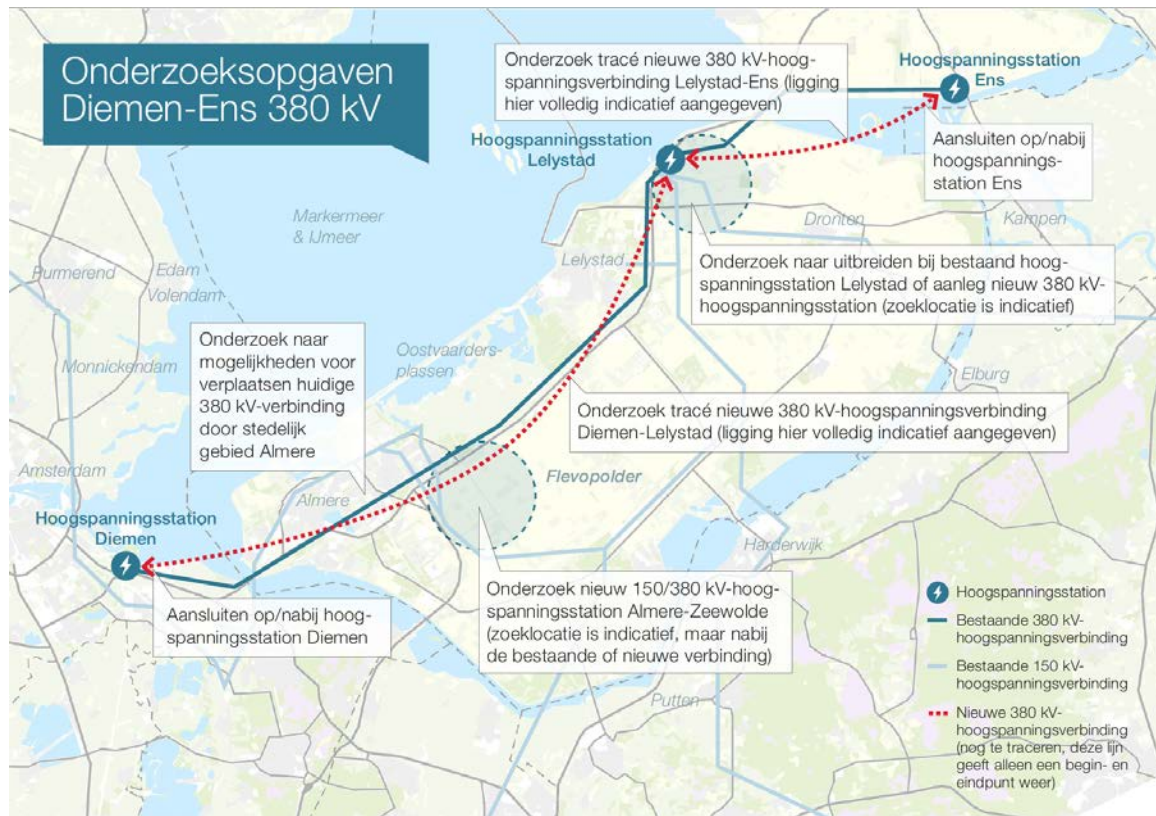 Onderzoeksopgaven
Diemen-Ens 380 kV
Onderzoek tracé nieuwe 380 kV-hoog-
spanningsverbinding Lelystad-Ens (ligging
hier volledig indicatief aangegeven)
Hoogspanningsstation
Ens
Hoogspanningsstation
Lelystad
Aansluiten op/nabij
hoogspannings-
station Ens
Markermeer
& IJmeer
Dronten
Kampen
Purmerend
Edam
Volendam
Lelystad
Onderzoek naar uitbreiden bij bestaand hoog-
spanningsstation Lelystad of aanleg nieuw 380 kV-
hoogspanningsstation (zoeklocatie is indicatief)
Onderzoek naar
mogelijkheden voor
verplaatsen huidige
380 kV-verbinding
door stedelijk
gebied Almere
Monnickendam
Oostvaarders-
plassen
Elburg
Onderzoek tracé nieuwe 380 kV-hoogspanningsverbinding
Diemen-Lelystad (ligging hier volledig indicatief aangegeven)
Amsterdam
Almere
Flevopolder
Hoogspanningsstation
Diemen
Harderwijk
Aansluiten op/nabij hoog-
spanningsstation Diemen
Onderzoek nieuw 150/380 kV-hoog-
spanningsstation Almere-Zeewolde
(zoeklocatie is indicatief, maar nabij
de bestaande of nieuwe verbinding)
Putten
Hoogspanningsstation
Bestaande 380 kV-
hoogspanningsverbinding
Bestaande 150 kV-
hoogspanningsverbinding
Nieuwe 380 kV-
hoogspanningsverbinding
(nog te traceren, deze lijn
geeft alleen een begin- en
eindpunt weer)